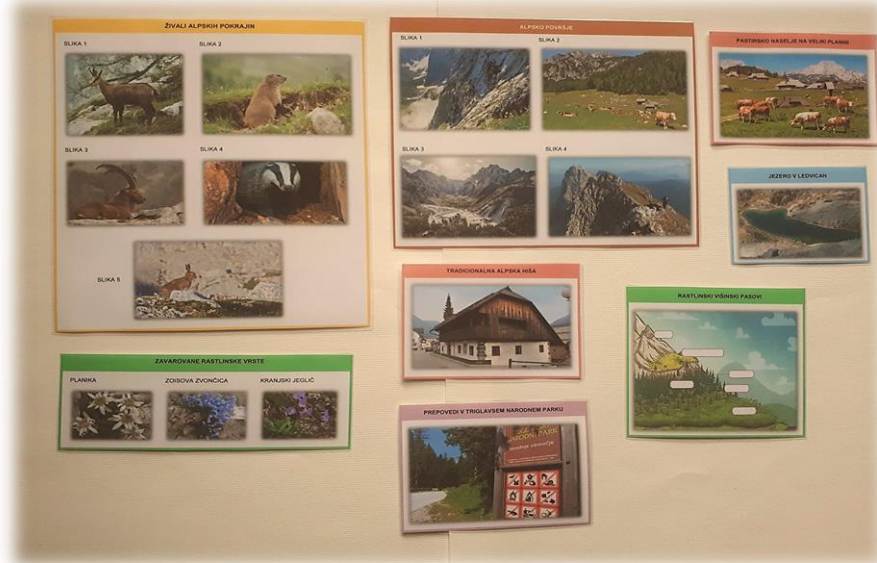 ŽIVALI ALPSKIH POKRAJIN
SLIKA 1
SLIKA 2
SLIKA 3
SLIKA 4
SLIKA 5
ZAVAROVANE RASTLINSKE VRSTE
PLANIKA
ZOISOVA ZVONČICA
KRANJSKI JEGLIČ
ALPSKO POVRŠJE
SLIKA 1
SLIKA 2
SLIKA 3
SLIKA 4
TRADICIONALNA ALPSKA HIŠA
PREPOVEDI V TRIGLAVSEM NARODNEM PARKU
PASTIRSKO NASELJE NA VELIKI PLANINI
JEZERO V LEDVICAH
RASTLINSKI VIŠINSKI PASOVI